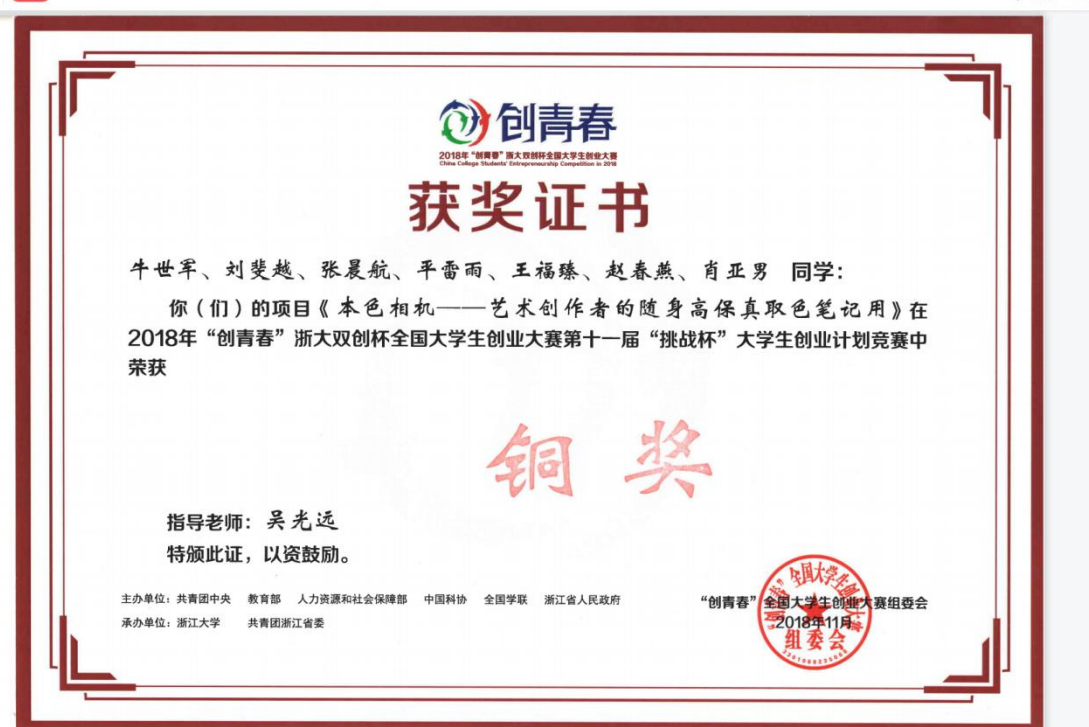 创青春
2018年“创青春”浙大双创杯全国大学生创业大赛
China College Students' Entrepreneurship Competition in 2018
获奖证书
牛世军、刘斐越、张晨航、平雷雨、王福臻、赵春燕、肖亚男 同学：
你（们）的项目《本色相机——艺术创作者的随身高保真取色笔记用》在
2018年“创青春”浙大双创杯全国大学生创业大赛第十一届“挑战杯”大学生创业计划竞赛中
荣获
铜 奖
指导老师：吴光远
特颁此证，以资鼓励。
主办单位：共青团中央 教育部 人力资源和社会保障部 中国科协 全国学联 浙江省人民政府
“创青春”全国大学生创业大赛组委会
承办单位：浙江大学 共青团浙江省委
2018年11月
“创青春”全国大学生创业大赛
组委会